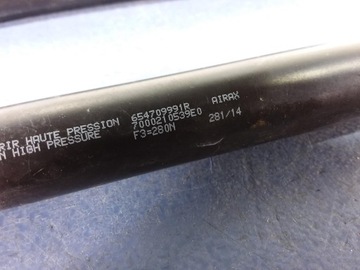 RIR HAUTE PRESSION 654709991R AIRAX
N HIGH PRESSURE 7000210539E0 281/14
F3=280N